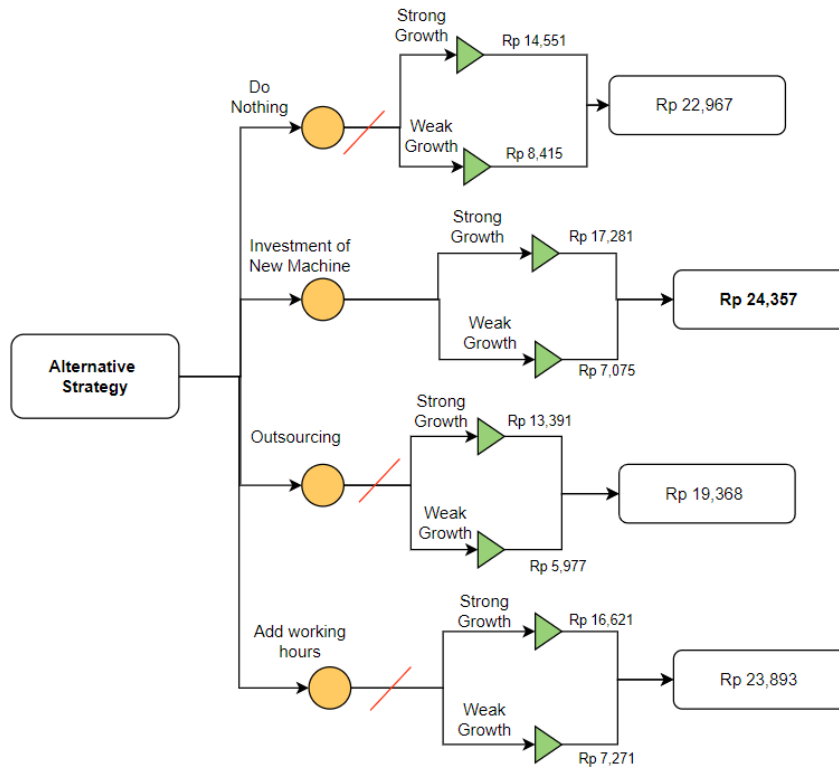 Strong
Growth
Rp 14,551
Do
Nothing
Rp 22,967
Weak
Growth
Rp 8,415
Strong
Growth
Rp 17,281
Investment of
New Machine
Rp 24,357
Weak
Growth
Rp 7,075
Alternative
Strategy
Strong
Growth
Rp 13,391
Outsourcing
Rp 19,368
Weak
Growth
Rp 5,977
Strong
Growth
Rp 16,621
Add working
hours
Rp 23,893
Weak
Growth
Rp 7,271